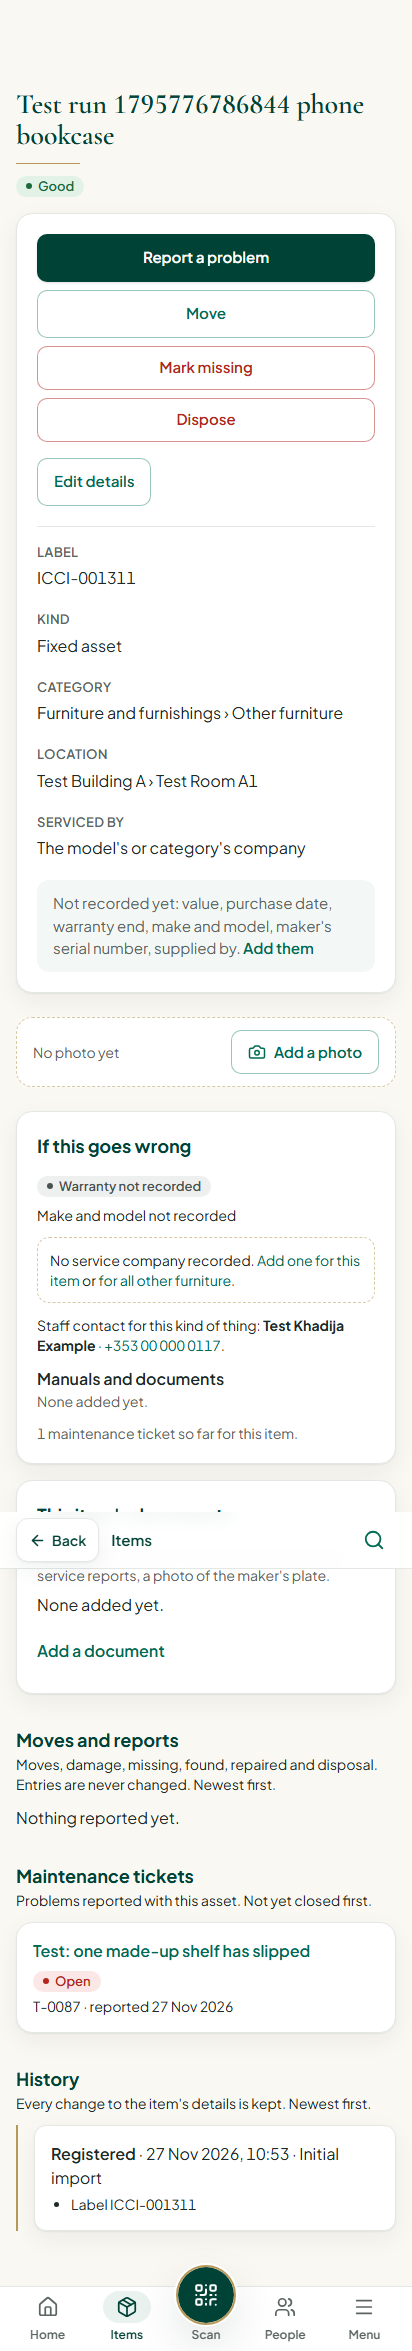 Test run 1795776786844 phone
bookcase
Good
Report a problem
Move
Mark missing
Dispose
Edit details
LABEL
ICCI-001311
KIND
Fixed asset
CATEGORY
Furniture and furnishings › Other furniture
LOCATION
Test Building A › Test Room A1
SERVICED BY
The model's or category's company
Not recorded yet: value, purchase date,
warranty end, make and model, maker's
serial number, supplied by. Add them
No photo yet
Add a photo
If this goes wrong
Warranty not recorded
Make and model not recorded
No service company recorded. Add one for this
item or for all other furniture.
Staff contact for this kind of thing: Test Khadija
Example · +353 00 000 0117.
Manuals and documents
None added yet.
1 maintenance ticket so far for this item.
Back
Items
service reports, a photo of the maker's plate.
None added yet.
Add a document
Moves and reports
Moves, damage, missing, found, repaired and disposal.
Entries are never changed. Newest first.
Nothing reported yet.
Maintenance tickets
Problems reported with this asset. Not yet closed first.
Test: one made-up shelf has slipped
Open
T-0087 · reported 27 Nov 2026
History
Every change to the item's details is kept. Newest first.
Registered · 27 Nov 2026, 10:53 · Initial
import
• Label ICCI-001311
Home
Items
Scan
People
Menu